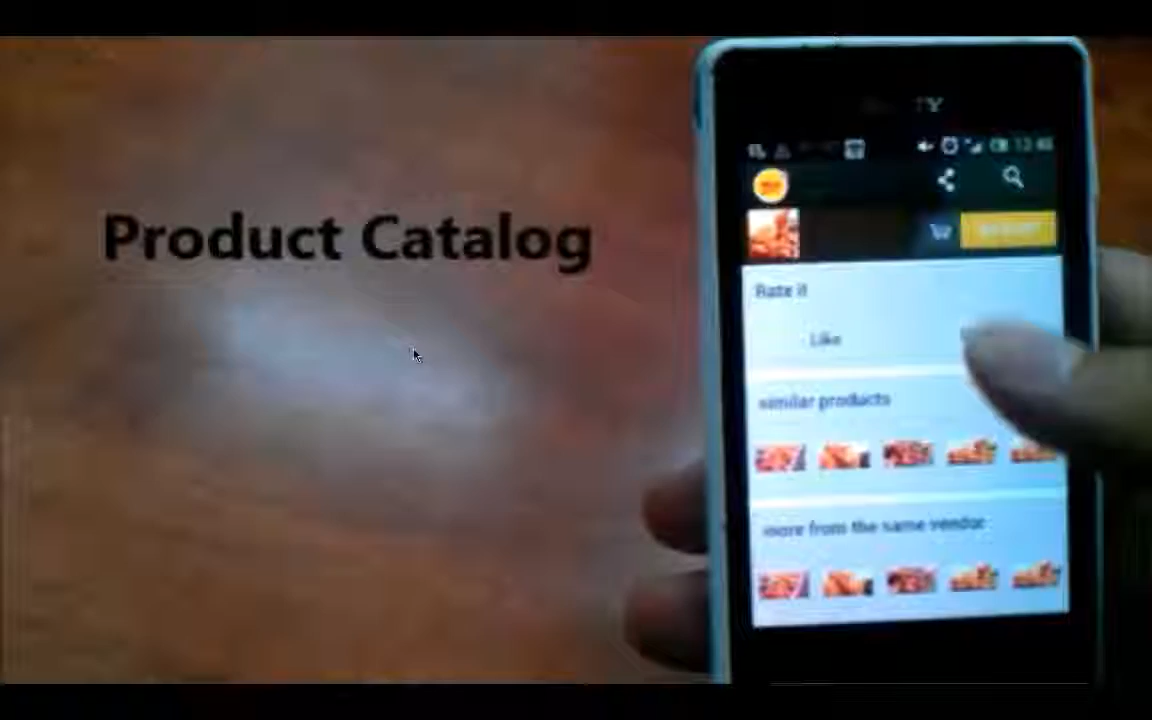 Product Catalog
Rate it
Like
similar products
more from the same vendor